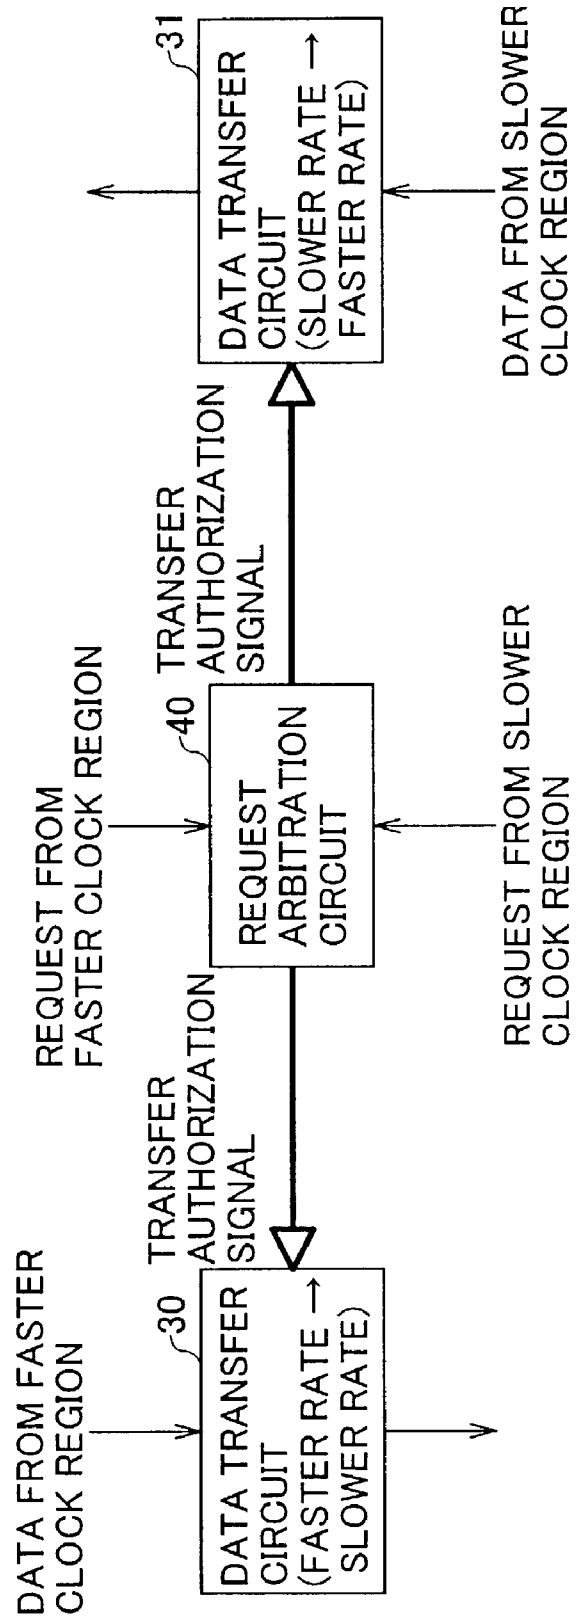 DATA FROM FASTER
CLOCK REGION
30
DATA TRANSFER
CIRCUIT
(FASTER RATE →
SLOWER RATE)
TRANSFER
AUTHORIZATION
SIGNAL
REQUEST FROM
FASTER CLOCK REGION
40
REQUEST
ARBITRATION
CIRCUIT
REQUEST FROM SLOWER
CLOCK REGION
TRANSFER
AUTHORIZATION
SIGNAL
31
DATA TRANSFER
CIRCUIT
(SLOWER RATE →
FASTER RATE)
DATA FROM SLOWER
CLOCK REGION